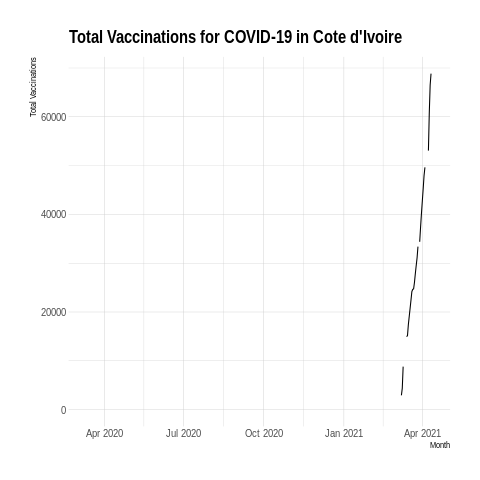 Total Vaccinations for COVID-19 in Cote d'Ivoire
Total Vaccinations
60000
40000
20000
0
Apr 2020 Jul 2020 Oct 2020 Jan 2021 Apr 2021
Month